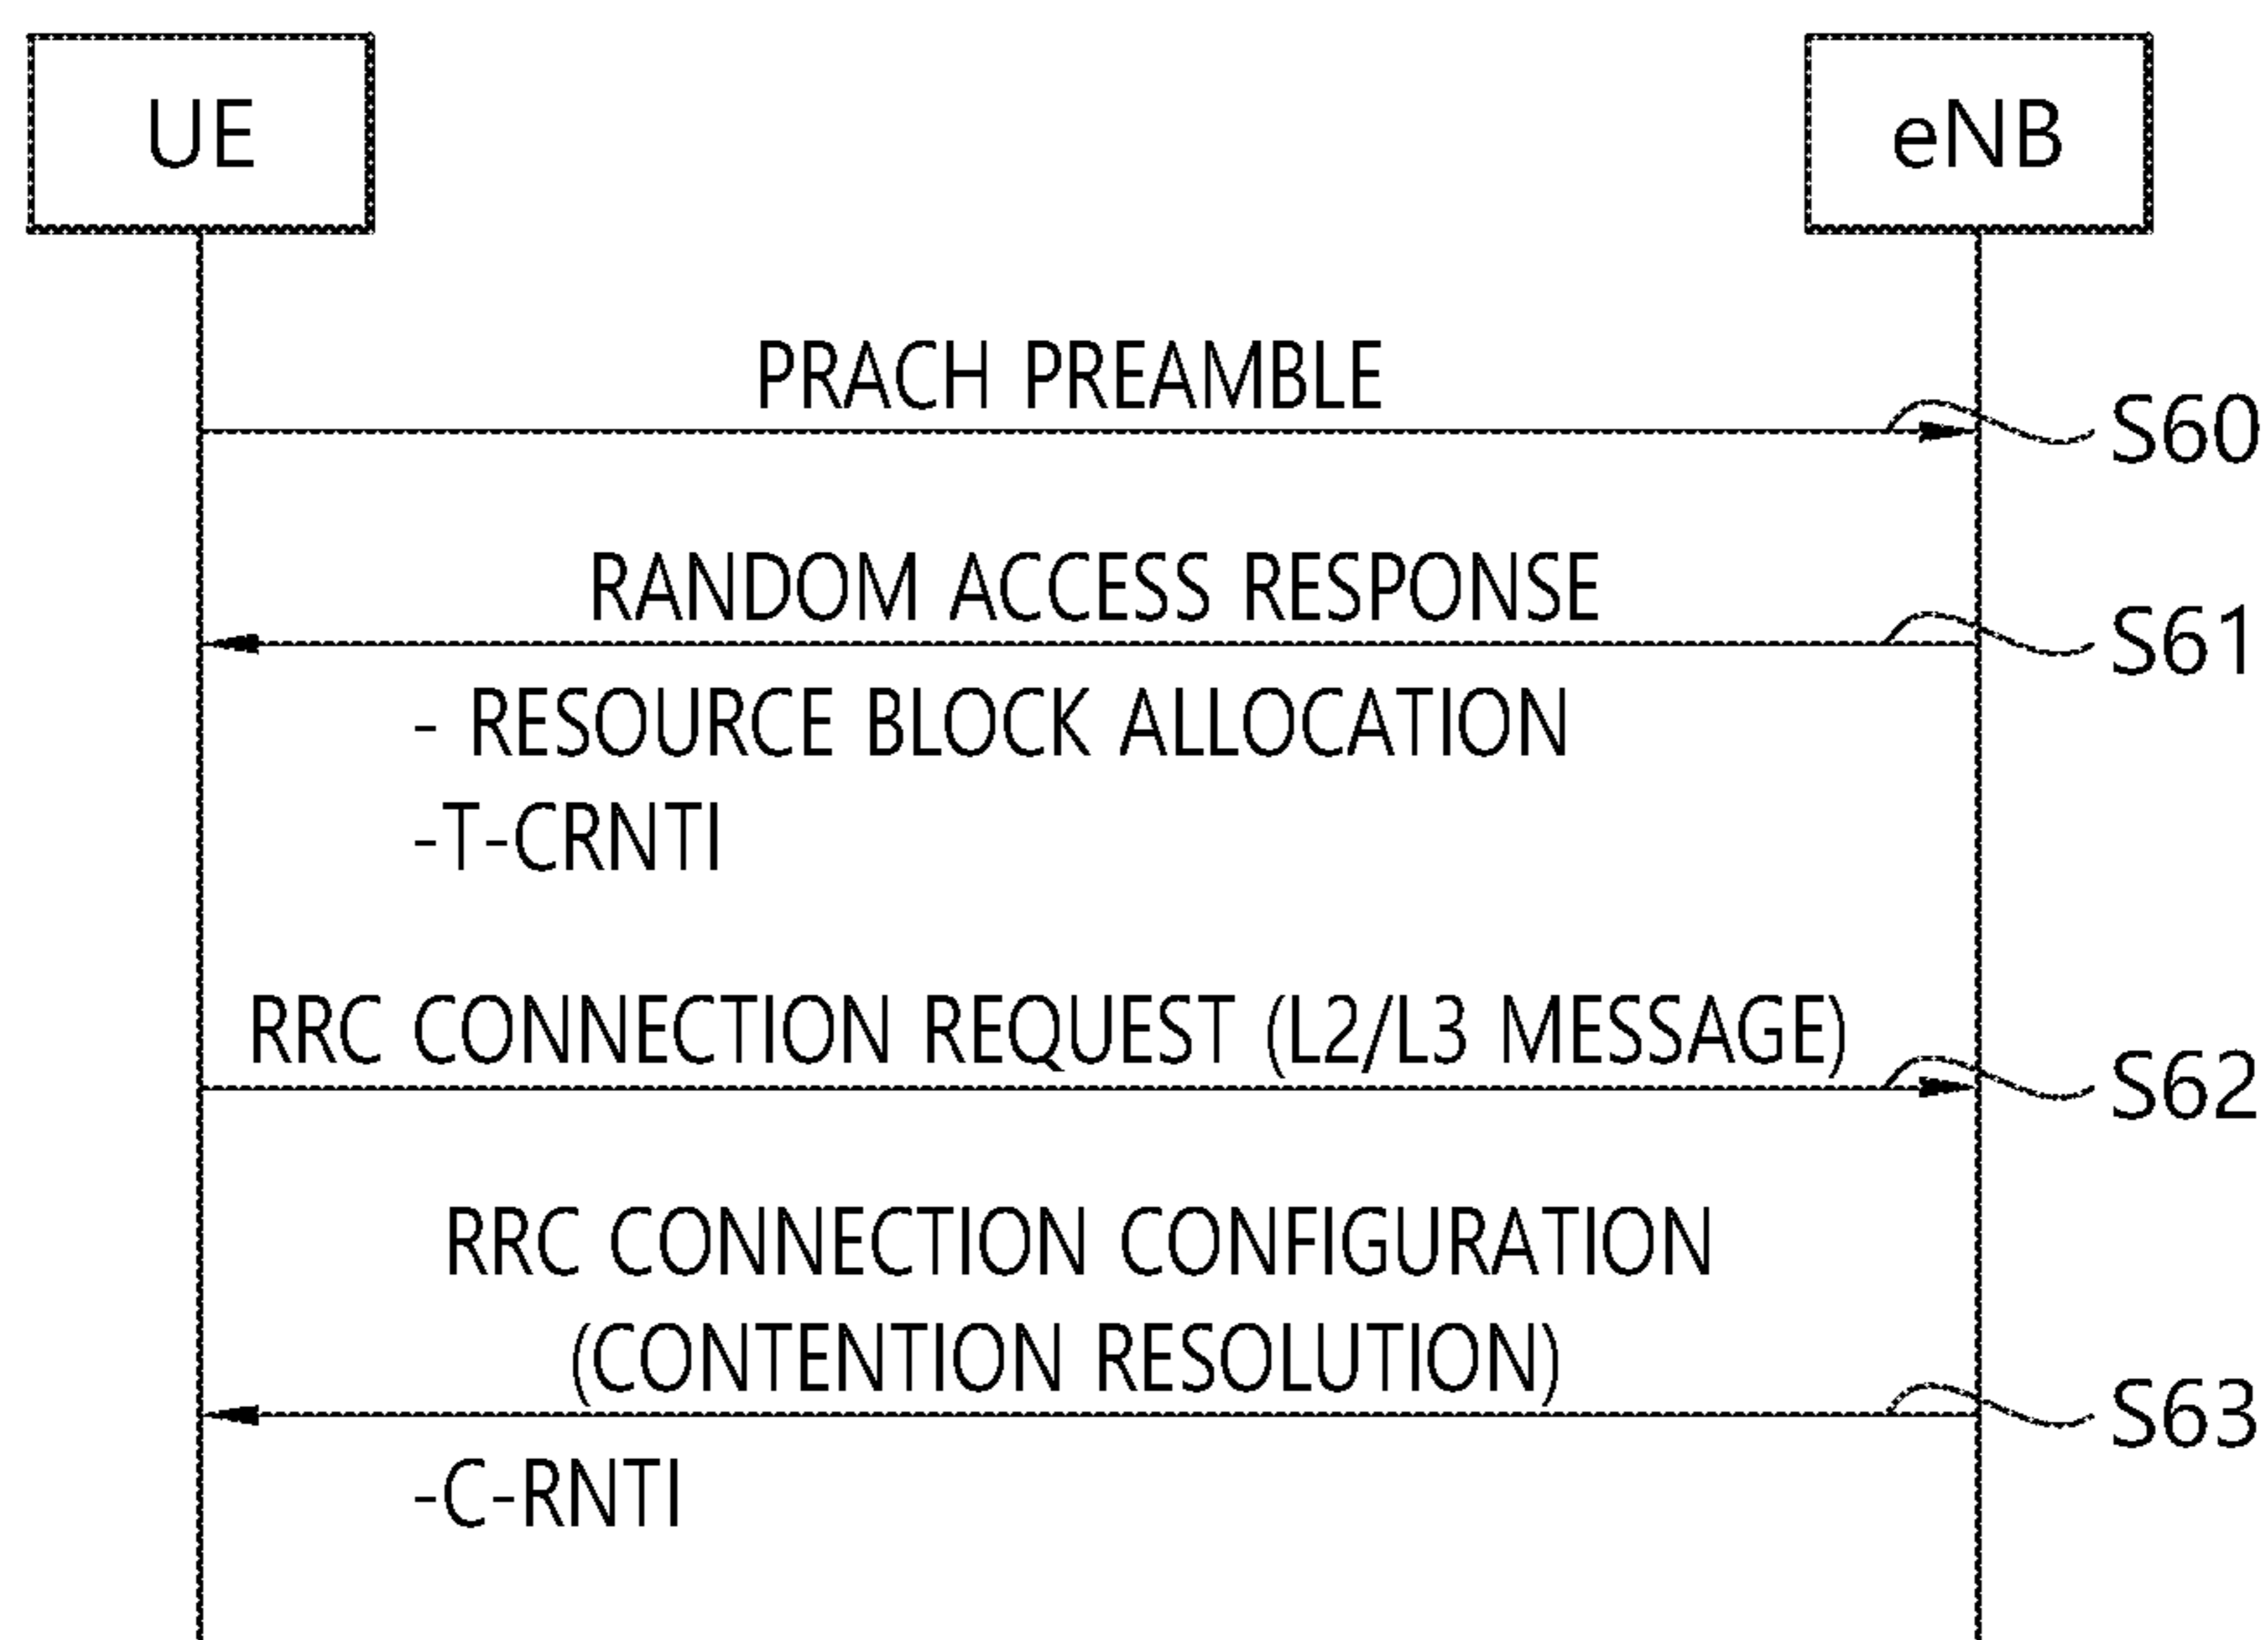 UE
eNB
PRACH PREAMBLE
S60
RANDOM ACCESS RESPONSE
S61
- RESOURCE BLOCK ALLOCATION
-T-CRNTI
RRC CONNECTION REQUEST (L2/L3 MESSAGE)
S62
RRC CONNECTION CONFIGURATION
(CONTENTION RESOLUTION)
S63
-C-RNTI